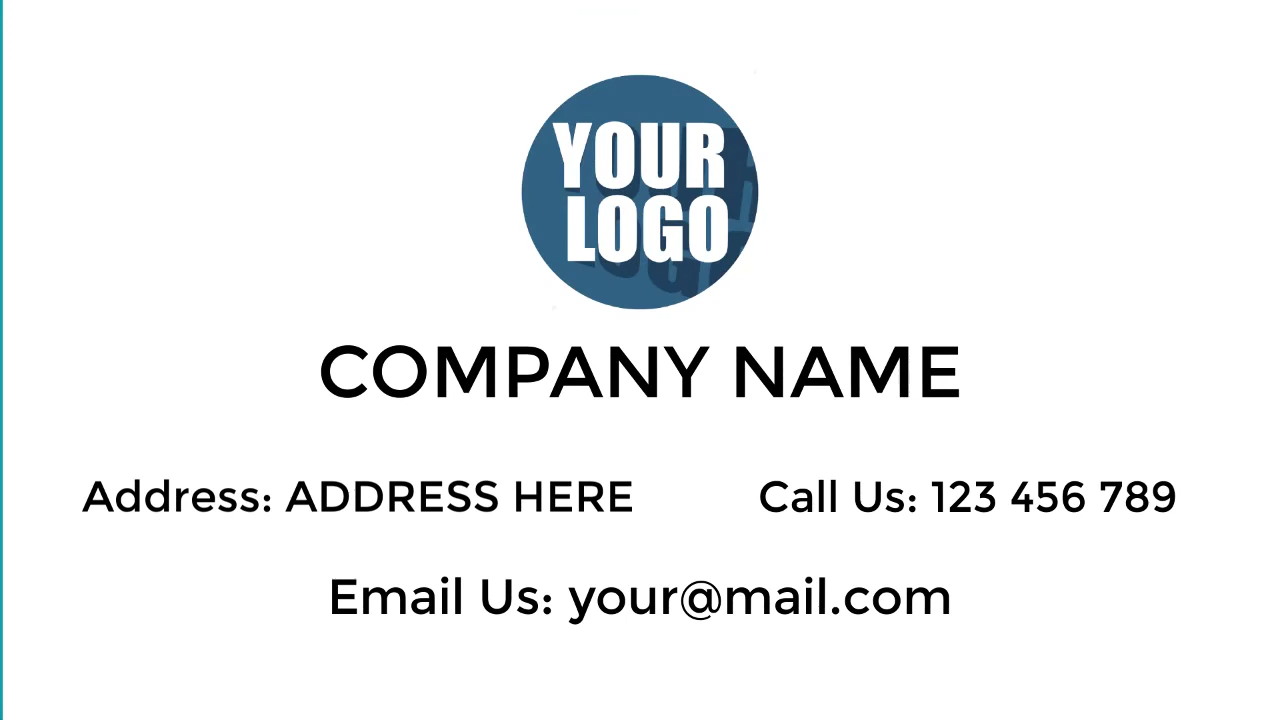 YOUR
LOGO
COMPANY NAME
Address: ADDRESS HERE
Call Us: 123 456 789
Email Us: your@mail.com